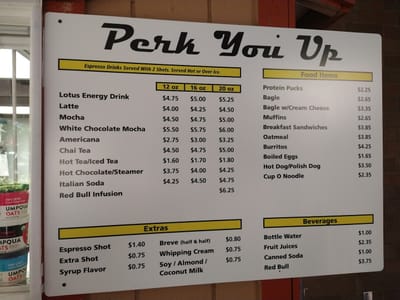 Perk You Up
Espresso Drinks Served With 2 Shots. Served Hot or Over Ice.
12 oz 16 oz 20 oz
Lotus Energy Drink $4.75 $5.00 $5.25
Latte $4.00 $4.25 $4.50
Mocha $4.50 $4.75 $5.00
White Chocolate Mocha $5.50 $5.75 $6.00
Americana $2.75 $3.00 $3.25
Chai Tea $4.50 $4.75 $5.00
Hot Tea/Iced Tea $1.60 $1.70 $1.80
Hot Chocolate/Steamer $3.75 $4.00 $4.25
Italian Soda $4.25 $4.50 $4.75
Red Bull Infusion $6.25
Extras
Espresso Shot $1.40
Extra Shot $0.75
Syrup Flavor $0.75
Breve (half & half) $0.80
Whipping Cream $0.75
Soy / Almond / $0.75
Coconut Milk
Food Items
Protein Pucks $2.25
Bagle $2.65
Bagle w/Cream Cheese $3.35
Muffins $2.65
Breakfast Sandwiches $3.85
Oatmeal $3.85
Burritos $4.25
Boiled Eggs $1.65
Hot Dog/Polish Dog $3.50
Cup O Noodle $2.35
Beverages
Bottle Water $1.00
Fruit Juices $2.35
Canned Soda $1.00
Red Bull $3.75
UMPQUA
OATS
UMPQUA
OATS